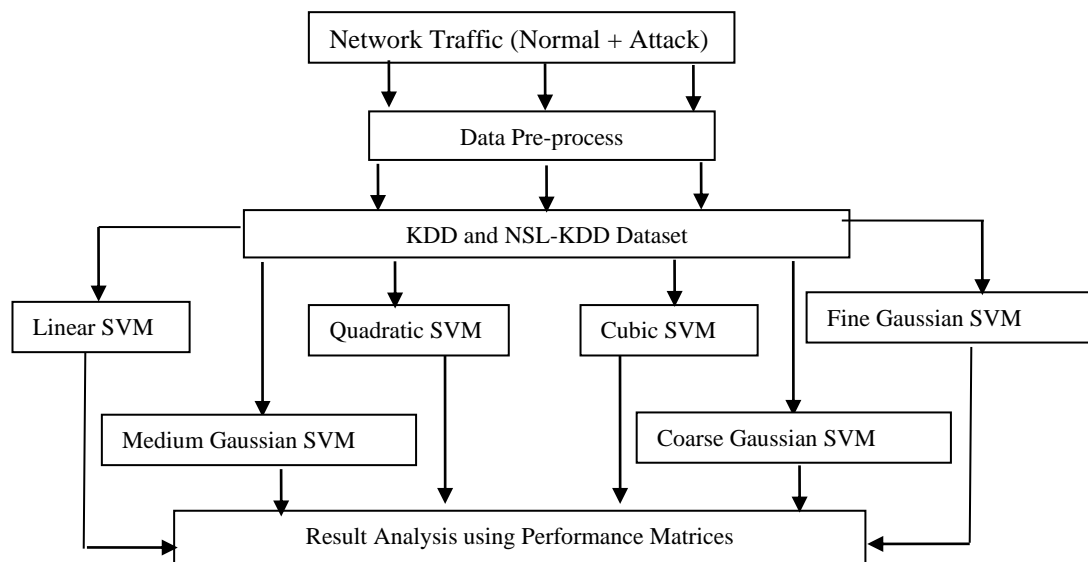 Network Traffic (Normal + Attack)
Data Pre-process
KDD and NSL-KDD Dataset
Linear SVM
Quadratic SVM
Cubic SVM
Fine Gaussian SVM
Medium Gaussian SVM
Coarse Gaussian SVM
Result Analysis using Performance Matrices